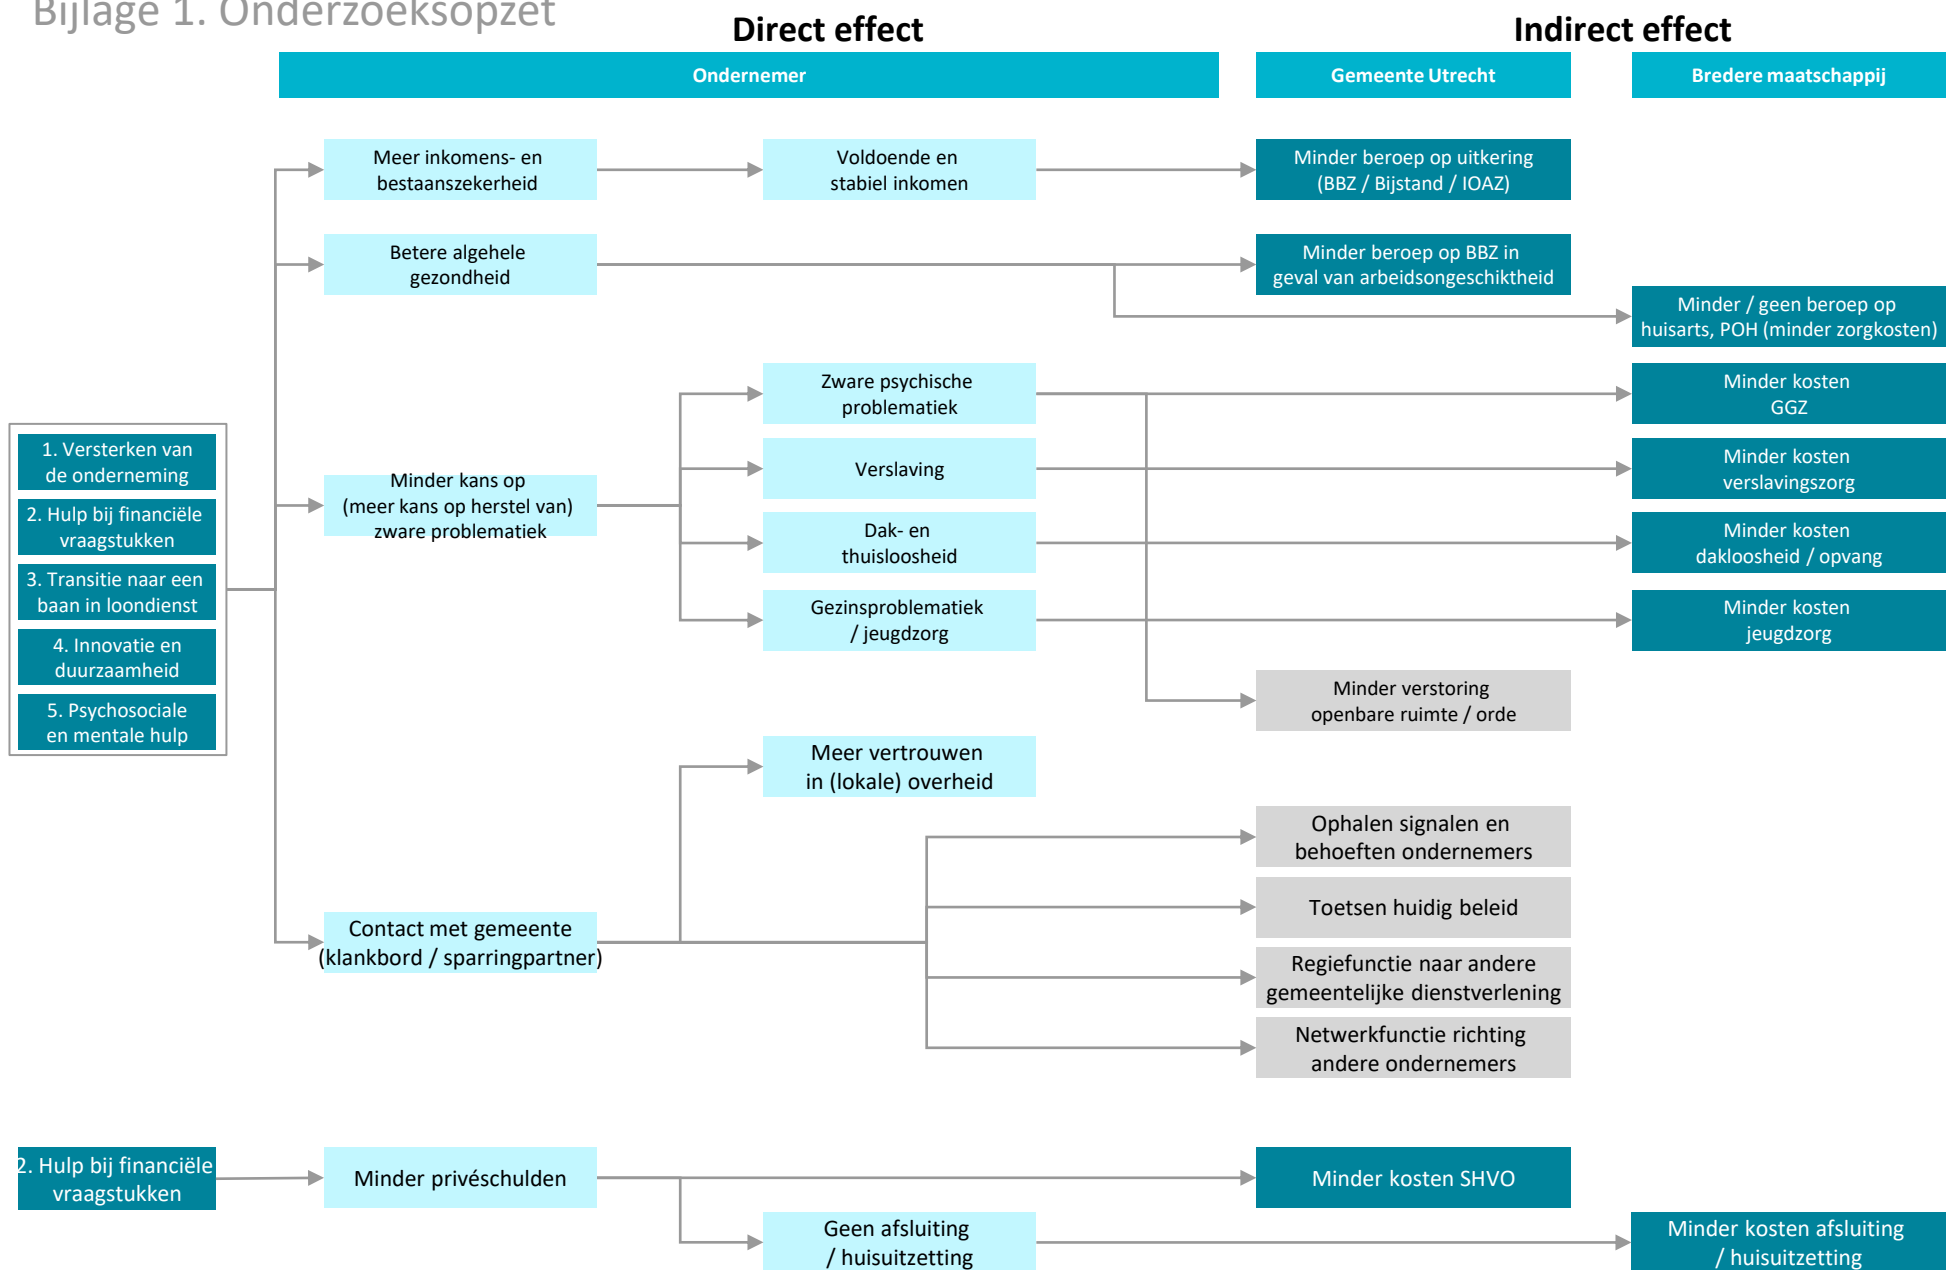 Bijlage 1. Onderzoeksopzet
Direct effect
Indirect effect
Ondernemer
Gemeente Utrecht
Bredere maatschappij
Meer inkomens- en
bestaanszekerheid
Voldoende en
stabiel inkomen
Minder beroep op uitkering
(BBZ / Bijstand / IOAZ)
Betere algehele
gezondheid
Minder beroep op BBZ in
geval van arbeidsongeschiktheid
Minder / geen beroep op
huisarts, POH (minder zorgkosten)
1. Versterken van
de onderneming
2. Hulp bij financiële
vraagstukken
3. Transitie naar een
baan in loondienst
4. Innovatie en
duurzaamheid
5. Psychosociale
en mentale hulp
Minder kans op
(meer kans op herstel van)
zware problematiek
Zware psychische
problematiek
Minder kosten
GGZ
Verslaving
Minder kosten
verslavingszorg
Dak- en
thuisloosheid
Minder kosten
dakloosheid / opvang
Gezinsproblematiek
/ jeugdzorg
Minder kosten
jeugdzorg
Minder verstoring
openbare ruimte / orde
Meer vertrouwen
in (lokale) overheid
Contact met gemeente
(klankbord / sparringpartner)
Ophalen signalen en
behoeften ondernemers
Toetsen huidig beleid
Regiefunctie naar andere
gemeentelijke dienstverlening
Netwerkfunctie richting
andere ondernemers
2. Hulp bij financiële
vraagstukken
Minder privéschulden
Minder kosten SHVO
Geen afsluiting
/ huisuitzetting
Minder kosten afsluiting
/ huisuitzetting